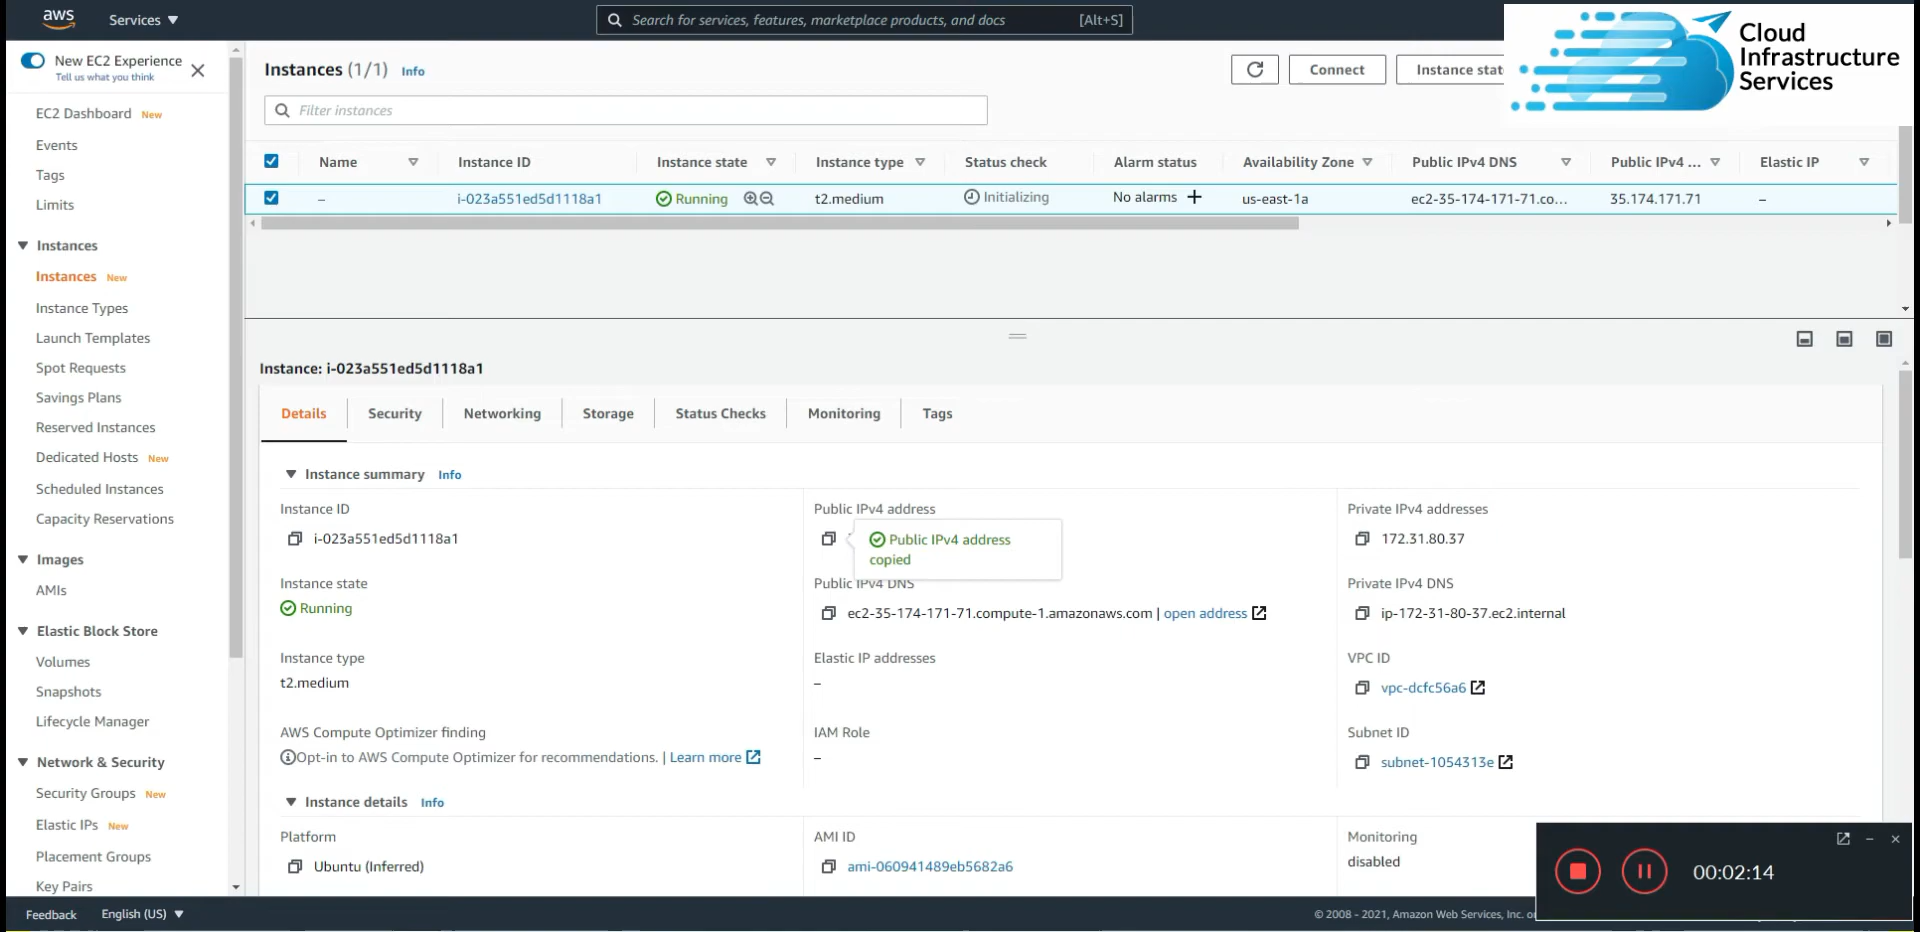 aws
Services
Search for services, features, marketplace products, and docs
[Alt+S]
Cloud
Infrastructure
Services
New EC2 Experience
Tell us what you think
EC2 Dashboard New
Events
Tags
Limits
Instances
Instances New
Instance Types
Launch Templates
Spot Requests
Savings Plans
Reserved Instances
Dedicated Hosts New
Scheduled Instances
Capacity Reservations
Images
AMIs
Elastic Block Store
Volumes
Snapshots
Lifecycle Manager
Network & Security
Security Groups New
Elastic IPs New
Placement Groups
Key Pairs
Instances (1/1) Info
Connect
Instance stat
Filter instances
Name Instance ID Instance state Instance type Status check Alarm status Availability Zone Public IPv4 DNS Public IPv4 ... Elastic IP
– i-023a551ed5d1118a1 Running t2.medium Initializing No alarms + us-east-1a ec2-35-174-171-71.co... 35.174.171.71 –
Instance: i-023a551ed5d1118a1
Details Security Networking Storage Status Checks Monitoring Tags
Instance summary Info
Instance ID
i-023a551ed5d1118a1
Public IPv4 address
Public IPv4 address
copied
Private IPv4 addresses
172.31.80.37
Instance state
Running
Public IPv4 DNS
ec2-35-174-171-71.compute-1.amazonaws.com | open address
Private IPv4 DNS
ip-172-31-80-37.ec2.internal
Instance type
t2.medium
Elastic IP addresses
–
VPC ID
vpc-dcfc56a6
AWS Compute Optimizer finding
Opt-in to AWS Compute Optimizer for recommendations. | Learn more
IAM Role
–
Subnet ID
subnet-1054313e
Instance details Info
Platform
Ubuntu (Inferred)
AMI ID
ami-060941489eb5682a6
Monitoring
disabled
00:02:14
Feedback English (US)
© 2008 - 2021, Amazon Web Services, Inc. or